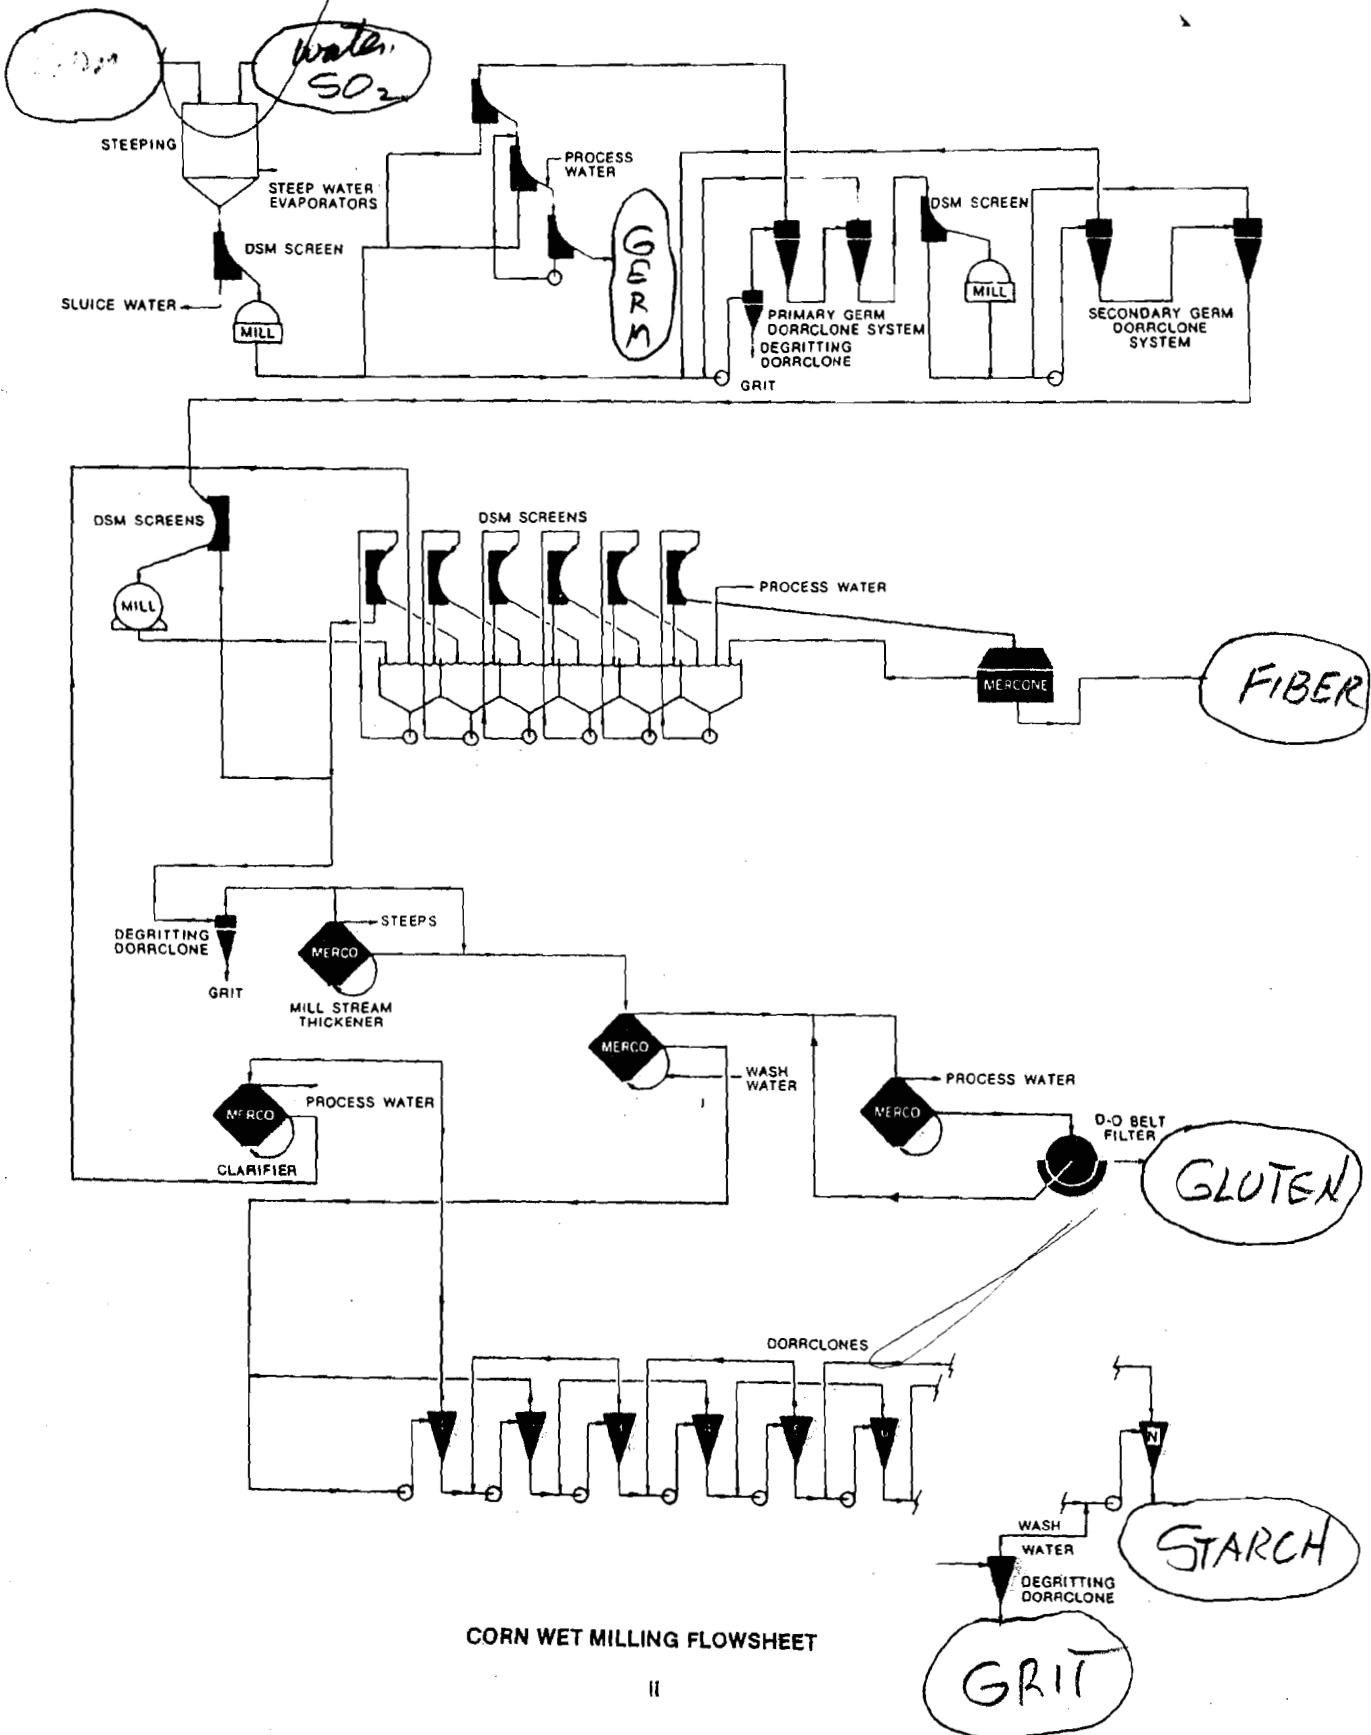 water,
SO2
STEEPING
STEEP WATER
EVAPORATORS
DSM SCREEN
SLUICE WATER
MILL
PROCESS
WATER
GERM
DSM SCREEN
MILL
PRIMARY GERM
DORRCLONE SYSTEM
DEGRITTING
DORRCLONE
GRIT
SECONDARY GERM
DORRCLONE
SYSTEM
DSM SCREENS
MILL
DSM SCREENS
PROCESS WATER
MERCONE
FIBER
DEGRITTING
DORRCLONE
GRIT
STEEPS
MERCO
MILL STREAM
THICKENER
MERCO
WASH
WATER
MERCO
PROCESS WATER
CLARIFIER
MERCO
PROCESS WATER
D-O BELT
FILTER
GLUTEN
DORRCLONES
N
STARCH
WASH
WATER
DEGRITTING
DORRCLONE
GRIT
CORN WET MILLING FLOWSHEET
II